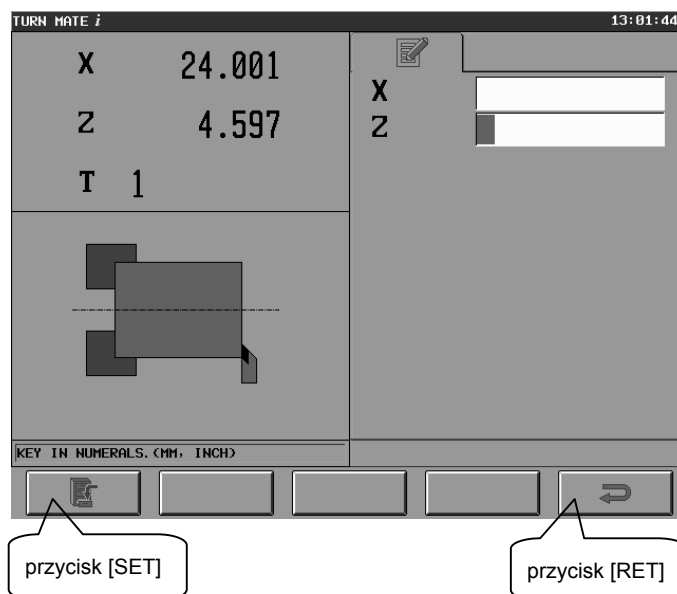 TURN MATE i 13:01:44
X 24.001
Z 4.597
T 1
X
Z
KEY IN NUMERALS.(MM, INCH)
przycisk [SET]
przycisk [RET]